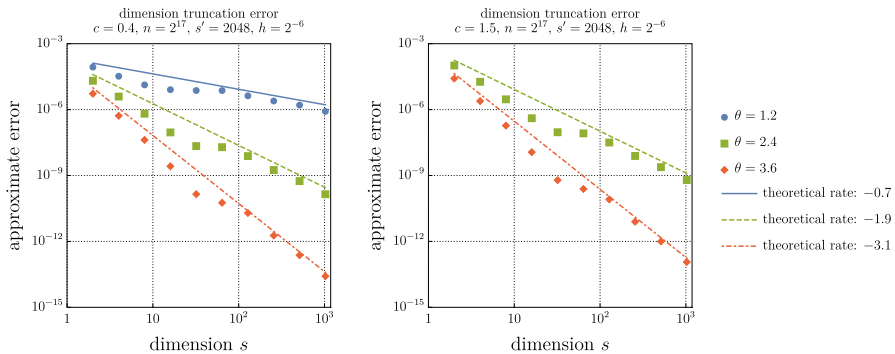 dimension truncation error
c = 0.4, n = 2^17, s′ = 2048, h = 2^−6
10^−3
10^−6
10^−9
10^−12
10^−15
1
10
10^2
10^3
approximate error
dimension s
dimension truncation error
c = 1.5, n = 2^17, s′ = 2048, h = 2^−6
10^−3
10^−6
10^−9
10^−12
10^−15
1
10
10^2
10^3
approximate error
dimension s
θ = 1.2
θ = 2.4
θ = 3.6
theoretical rate: −0.7
theoretical rate: −1.9
theoretical rate: −3.1